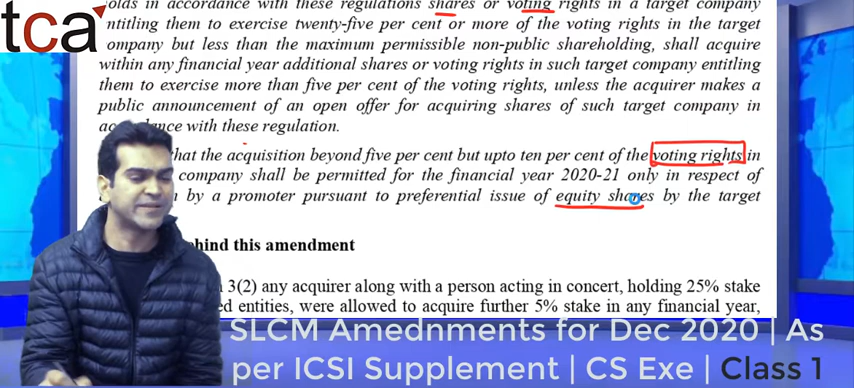 olds in accordance with these regulations shares or voting rights in a target company
tca
ntitling them to exercise twenty-five per cent or more of the voting rights in the target
ompany but less than the maximum permissible non-public shareholding, shall acquire
within any financial year additional shares or voting rights in such target company entitling
them to exercise more than five per cent of the voting rights, unless the acquirer makes a
public announcement of an open offer for acquiring shares of such target company in
acc dance with these regulation.
hat the acquisition beyond five per cent but upto ten per cent of the voting rights in
company shall be permitted for the financial year 2020-21 only in respect of
n by a promoter pursuant to preferential issue of equity shares by the target
ehind this amendment
n 3(2) any acquirer along with a person acting in concert, holding 25% stake
ed entities, were allowed to acquire further 5% stake in any financial year,
SLCM Amednments for Dec 2020 | As
per ICSI Supplement | CS Exe | Class 1